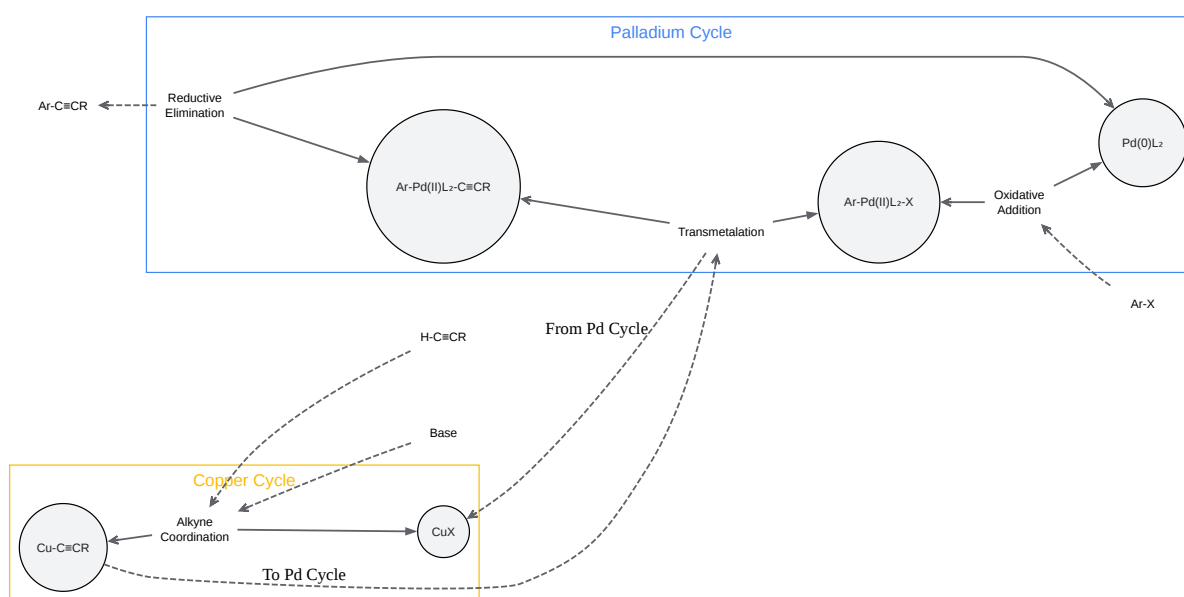 Palladium Cycle
Ar-C≡CR
Reductive
Elimination
Pd(0)L₂
Ar-Pd(II)L₂-C≡CR
Ar-Pd(II)L₂-X
Oxidative
Addition
Transmetalation
Ar-X
From Pd Cycle
H-C≡CR
Base
Copper Cycle
Alkyne
Coordination
CuX
Cu-C≡CR
To Pd Cycle